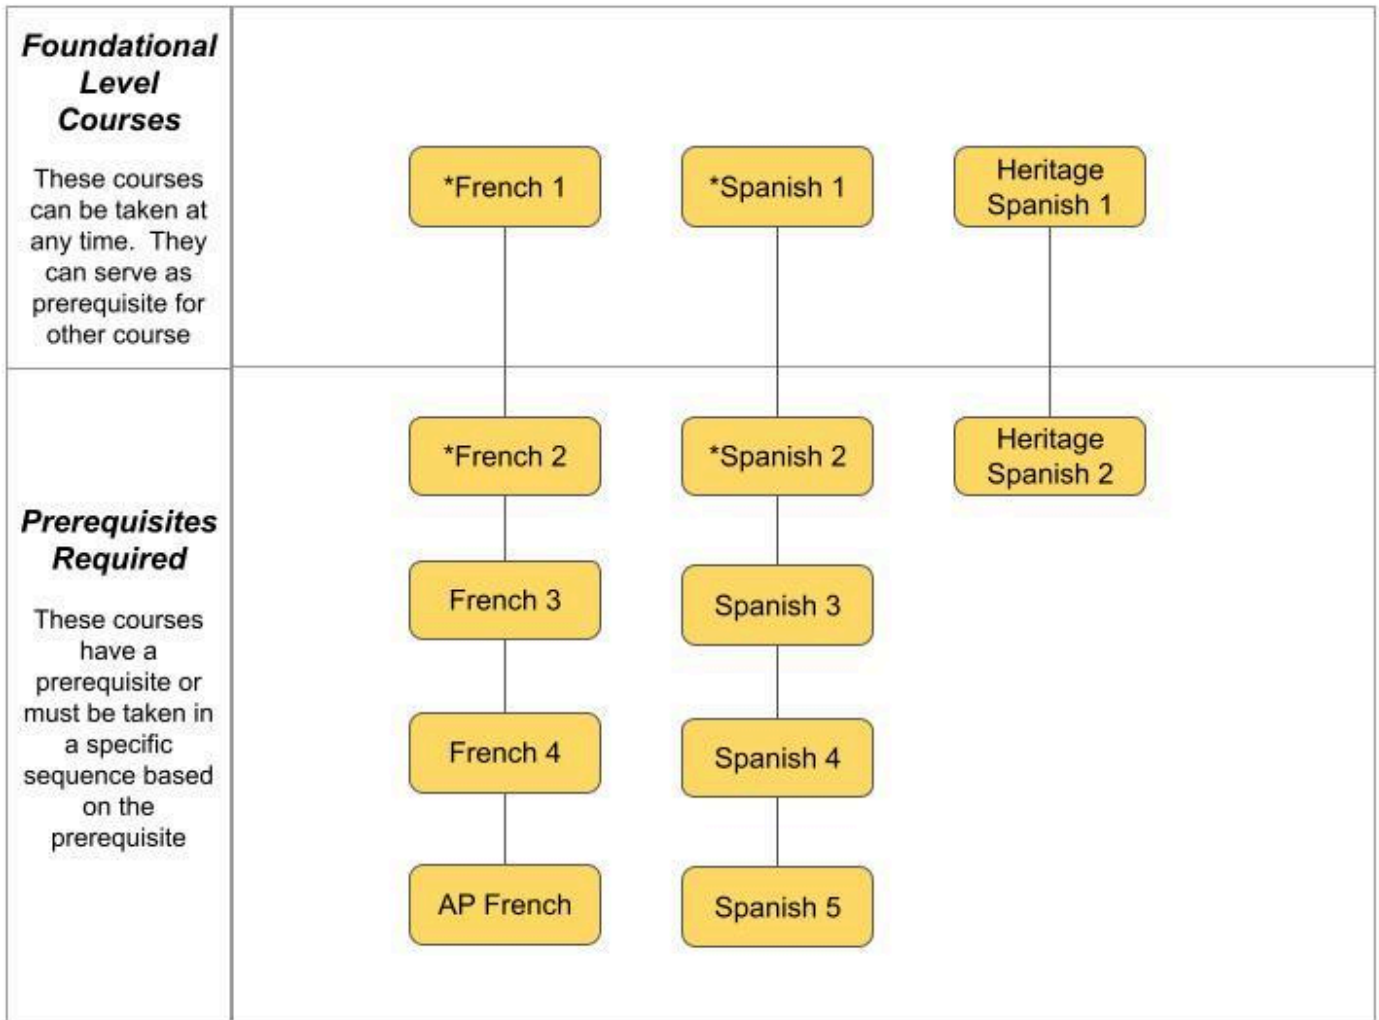 Foundational
Level
Courses
These courses
can be taken at
any time.  They
can serve as
prerequisite for
other course
*French 1
*Spanish 1
Heritage
Spanish 1
Prerequisites
Required
These courses
have a
prerequisite or
must be taken in
a specific
sequence based
on the
prerequisite
*French 2
*Spanish 2
Heritage
Spanish 2
French 3
Spanish 3
French 4
Spanish 4
AP French
Spanish 5